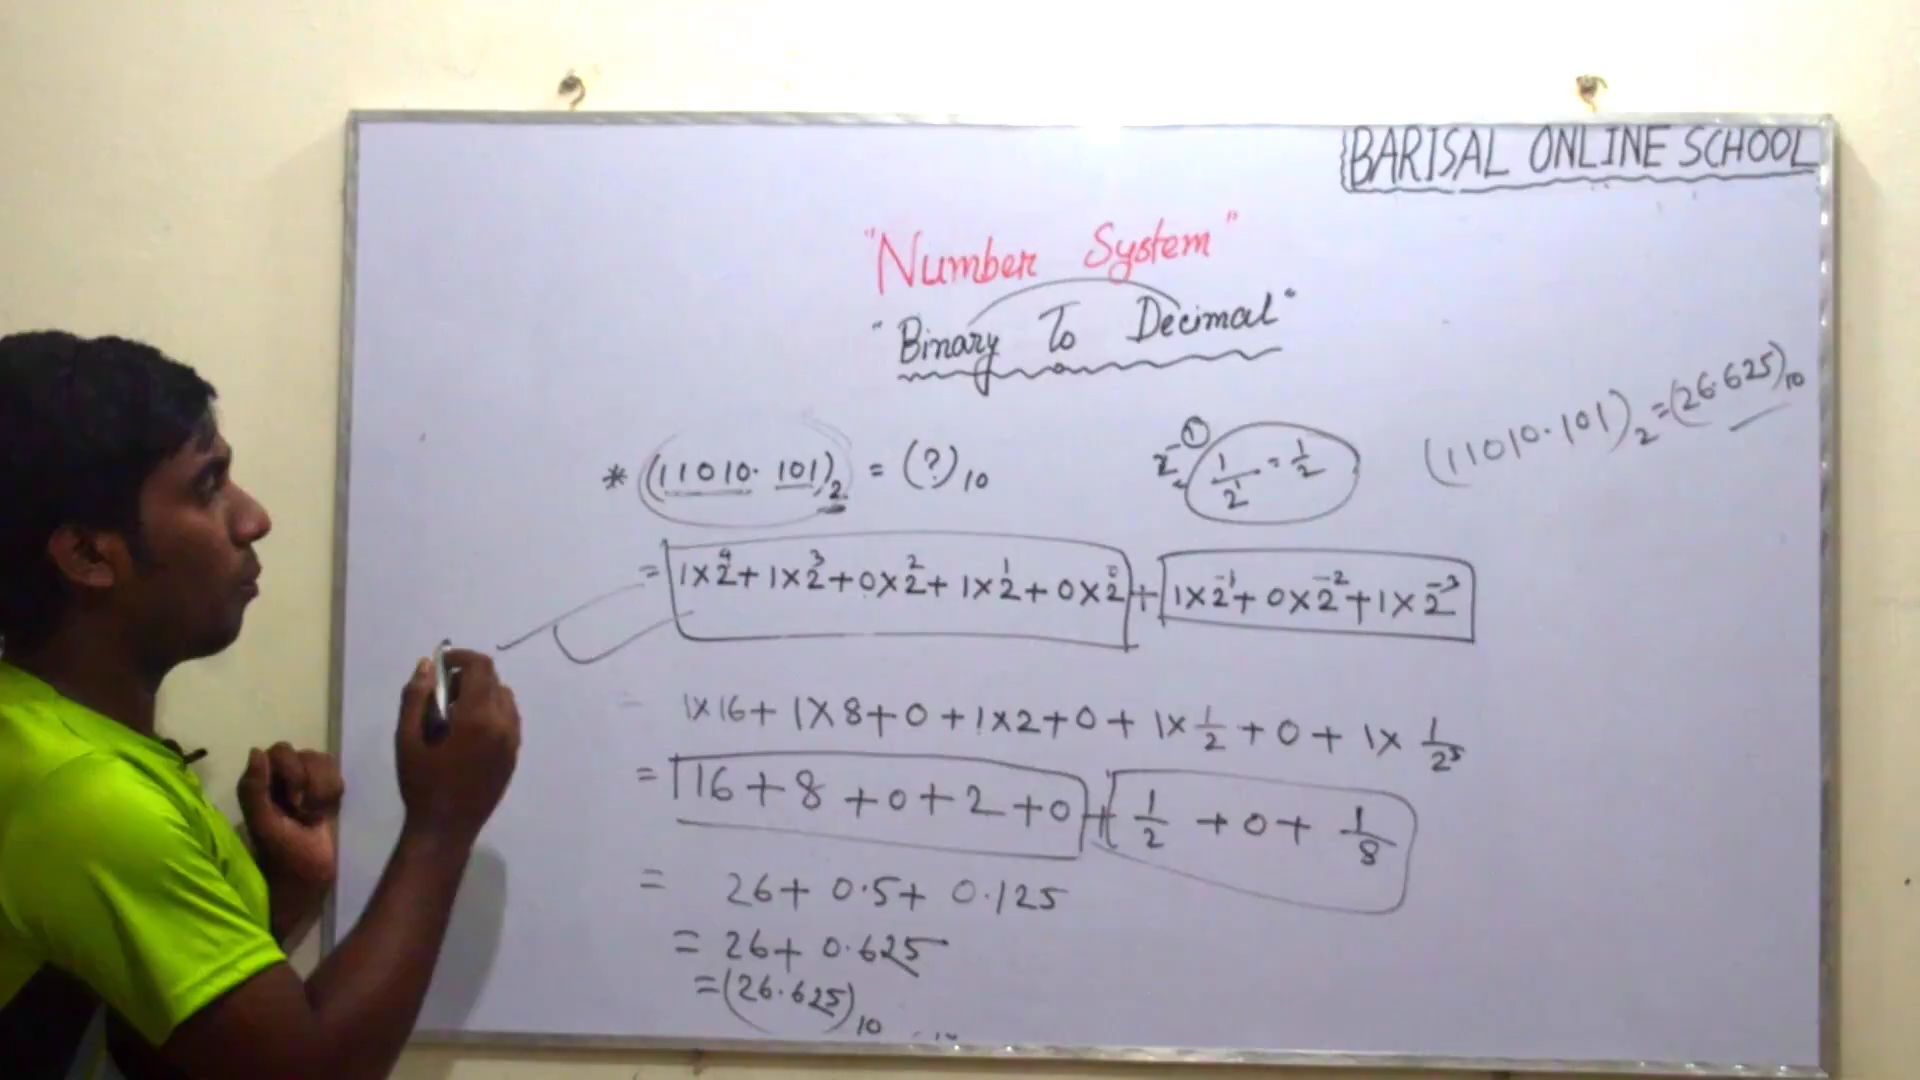 BARISAL ONLINE SCHOOL
"Number System"
"Binary To Decimal"
* (11010.101)₂ = (?)₁₀
2⁻¹ = 1/2¹ = 1/2
(11010.101)₂ = (26.625)₁₀
= 1×2⁴ + 1×2³ + 0×2² + 1×2¹ + 0×2⁰ + 1×2⁻¹ + 0×2⁻² + 1×2⁻³
= 1×16 + 1×8 + 0 + 1×2 + 0 + 1×1/2 + 0 + 1×1/2³
= 16 + 8 + 0 + 2 + 0 + 1/2 + 0 + 1/8
= 26 + 0.5 + 0.125
= 26 + 0.625
= (26.625)₁₀